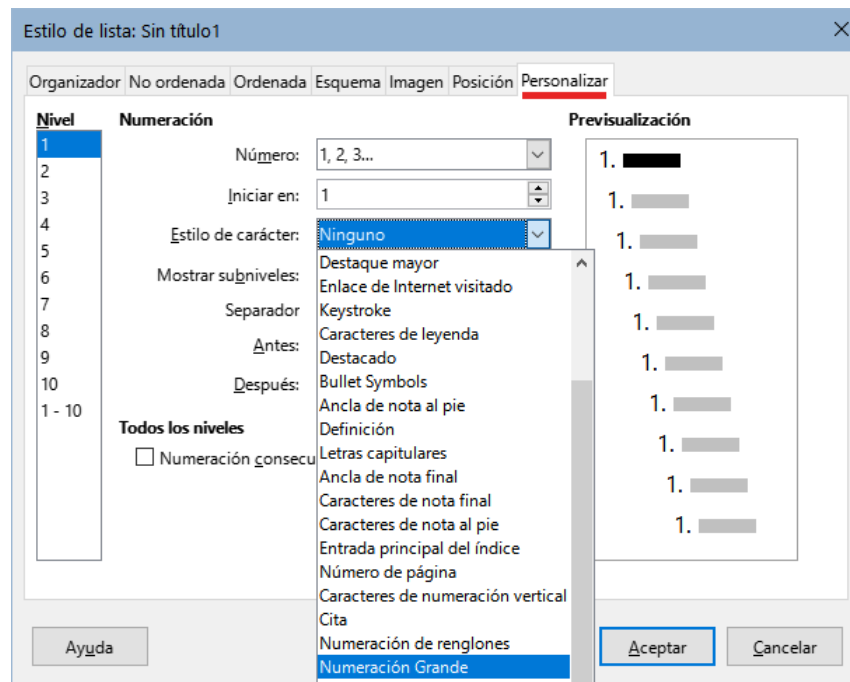 Estilo de lista: Sin título1
Organizador No ordenada Ordenada Esquema Imagen Posición Personalizar
Nivel
1
2
3
4
5
6
7
8
9
10
1 - 10
Numeración
Número: 1, 2, 3...
Iniciar en: 1
Estilo de carácter: Ninguno
Mostrar subniveles:
Separador
Antes:
Después:
Todos los niveles
Numeración consecu
Destaque mayor
Enlace de Internet visitado
Keystroke
Caracteres de leyenda
Destacado
Bullet Symbols
Ancla de nota al pie
Definición
Letras capitulares
Ancla de nota final
Caracteres de nota final
Caracteres de nota al pie
Entrada principal del índice
Número de página
Caracteres de numeración vertical
Cita
Numeración de renglones
Numeración Grande
Previsualización
1.
1.
1.
1.
1.
1.
1.
1.
1.
1.
Ayuda
Aceptar
Cancelar